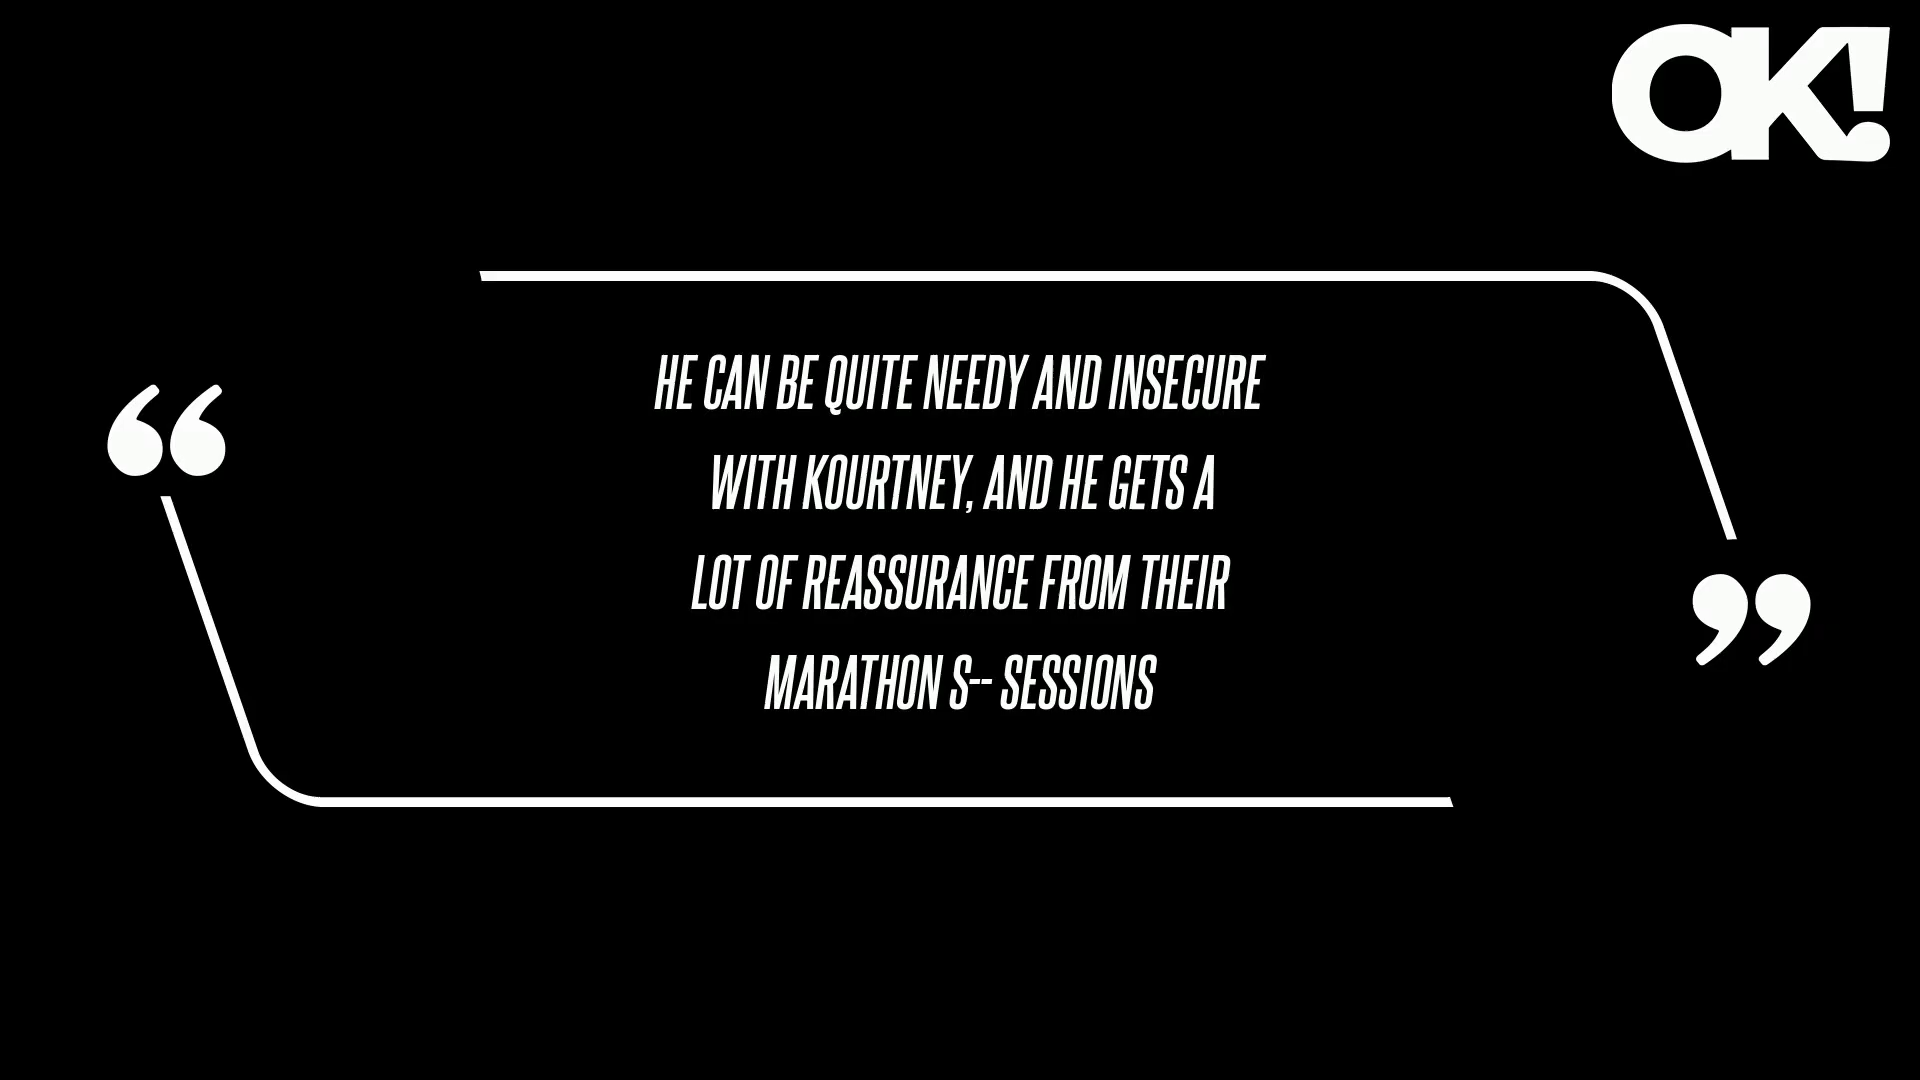 OK!
“
HE CAN BE QUITE NEEDY AND INSECURE
WITH KOURTNEY, AND HE GETS A
LOT OF REASSURANCE FROM THEIR
MARATHON S-- SESSIONS
”